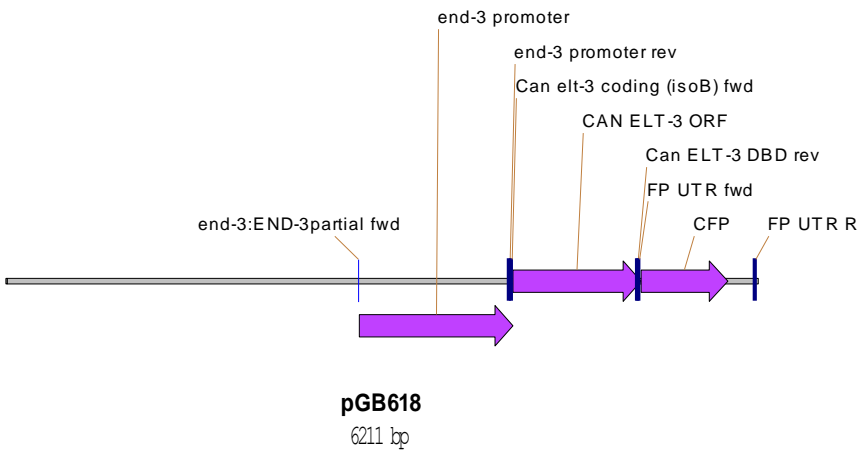 end-3 promoter
end-3 promoter rev
Can elt-3 coding (isoB) fwd
CAN ELT-3 ORF
Can ELT-3 DBD rev
FP UTR fwd
end-3:END-3partial fwd
CFP
FP UTR R
pGB618
6211 bp